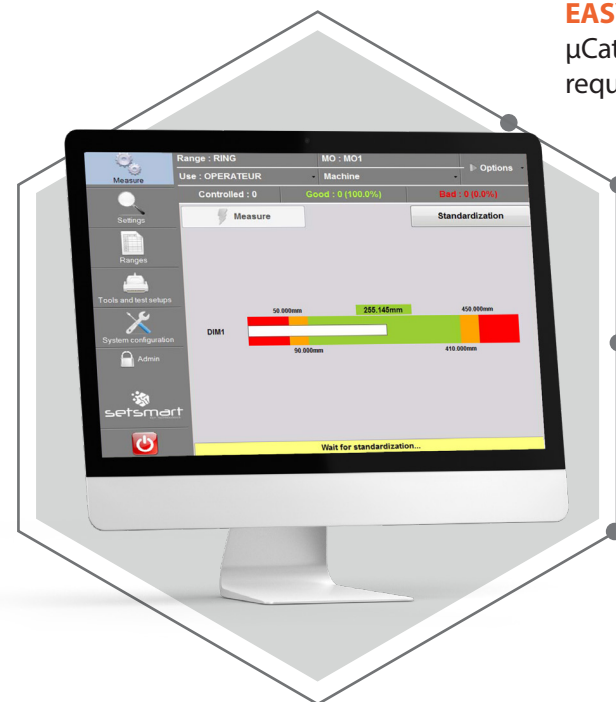 EAS
μCat
requ
Range : RING
MO : MO1
Options
Measure
Use : OPERATEUR
Machine
Controlled : 0
Good : 0 (100.0%)
Bad : 0 (0.0%)
Settings
Measure
Standardization
Ranges
Tools and test setups
50.000mm
255.145mm
450.000mm
DIM1
90.000mm
410.000mm
System configuration
Admin
setsmart
Wait for standardization...